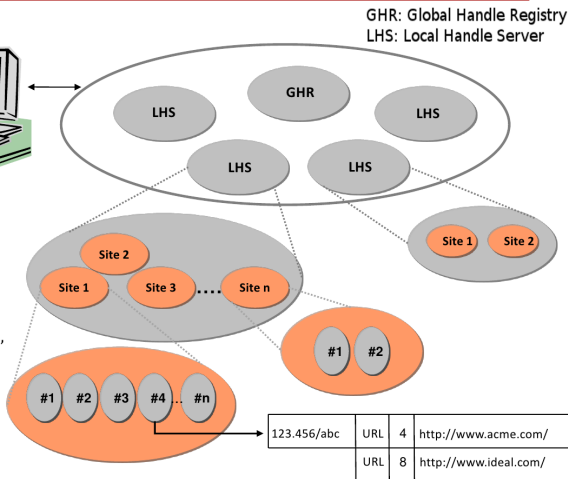 GHR: Global Handle Registry
LHS: Local Handle Server
GHR
LHS
LHS
LHS
LHS
Site 2
Site 1
Site 3
....
Site n
Site 1
Site 2
#1
#2
,
#1
#2
#3
#4
...
#n
123.456/abc URL 4 http://www.acme.com/
URL 8 http://www.ideal.com/